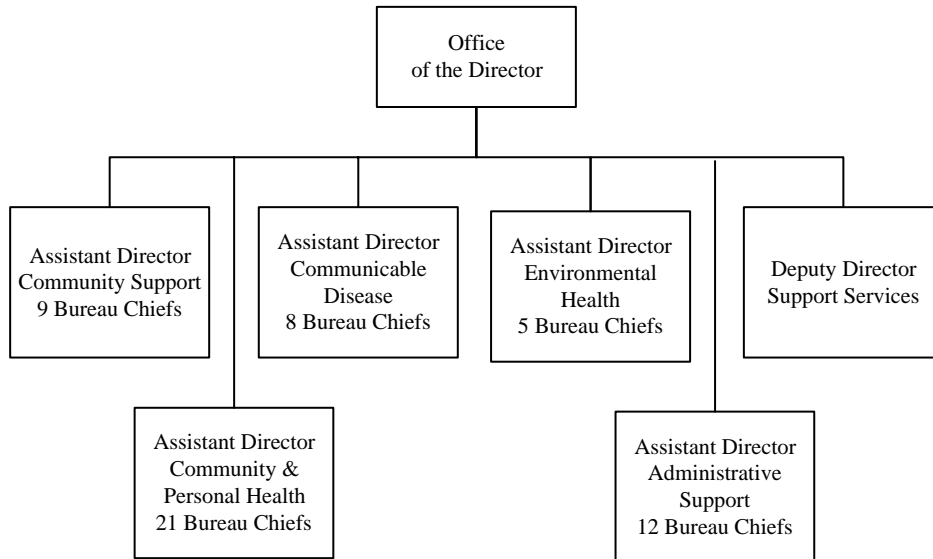 Office
of the Director
Assistant Director
Community Support
9 Bureau Chiefs
Assistant Director
Communicable
Disease
8 Bureau Chiefs
Assistant Director
Environmental
Health
5 Bureau Chiefs
Deputy Director
Support Services
Assistant Director
Community &
Personal Health
21 Bureau Chiefs
Assistant Director
Administrative
Support
12 Bureau Chiefs